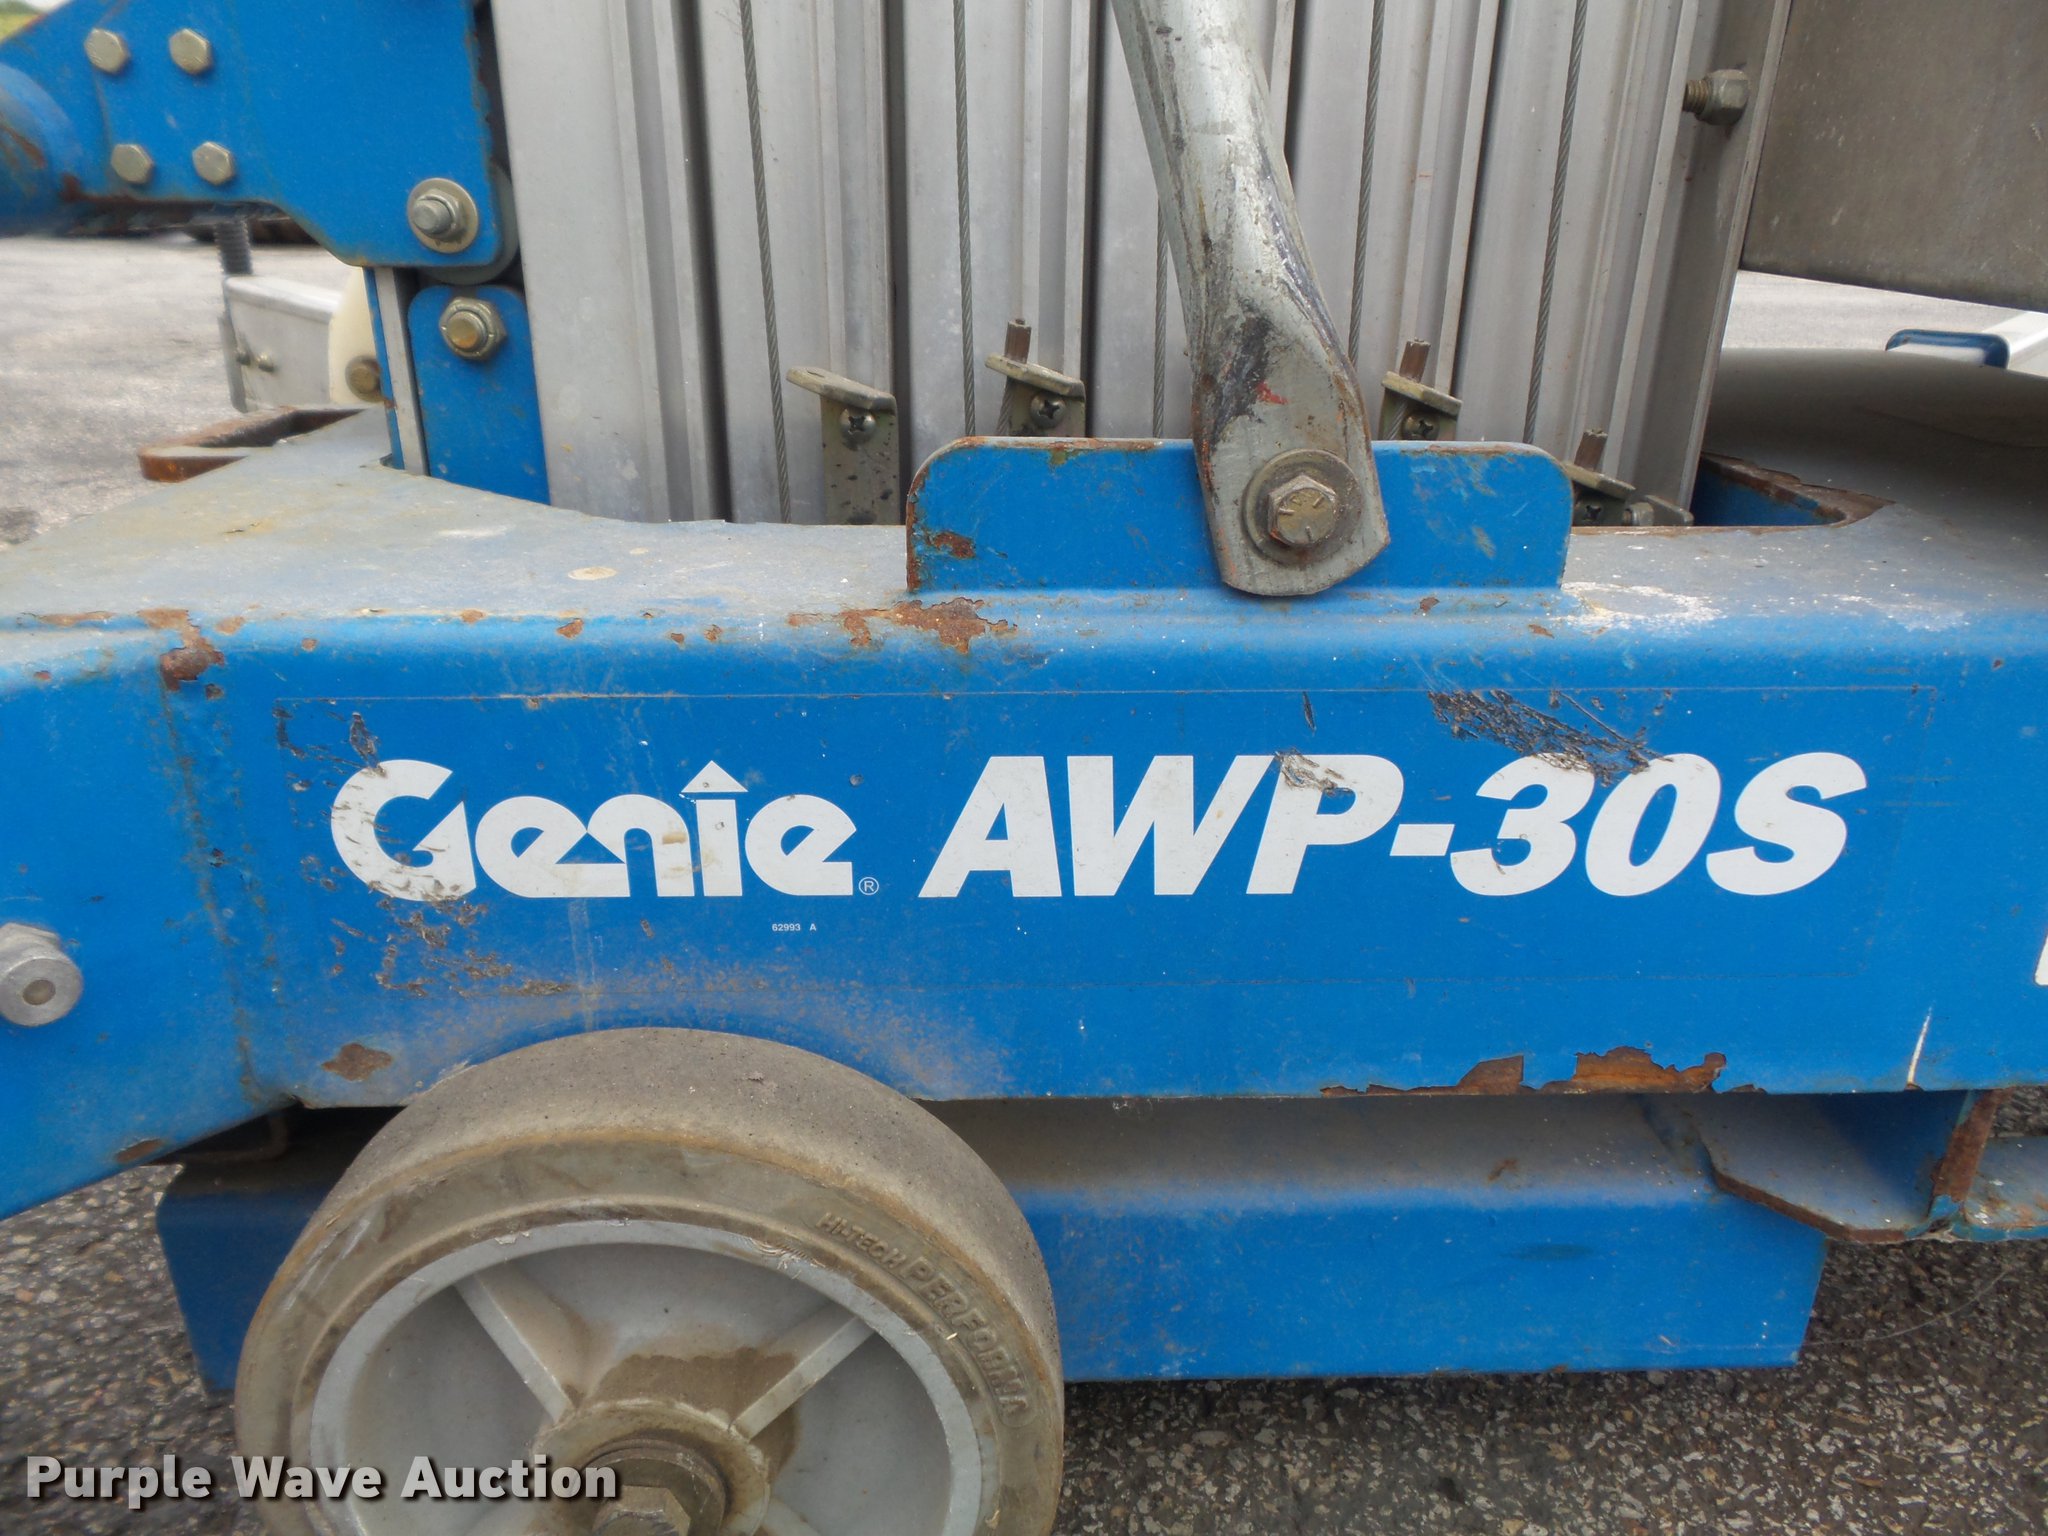 Genie® AWP-30S
62993 A
HI-TECH PERFORMA
Purple Wave Auction